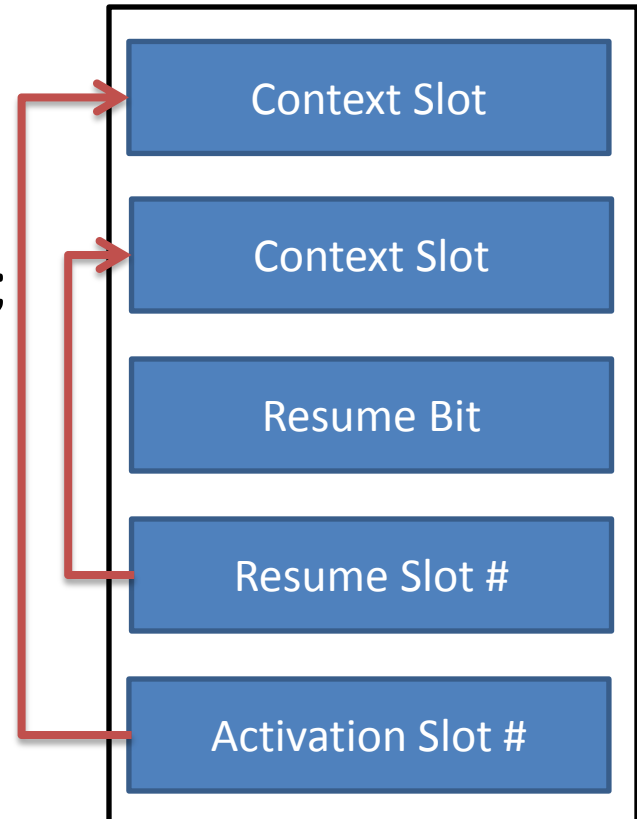 Context Slot
Context Slot
;
Resume Bit
Resume Slot #
Activation Slot #